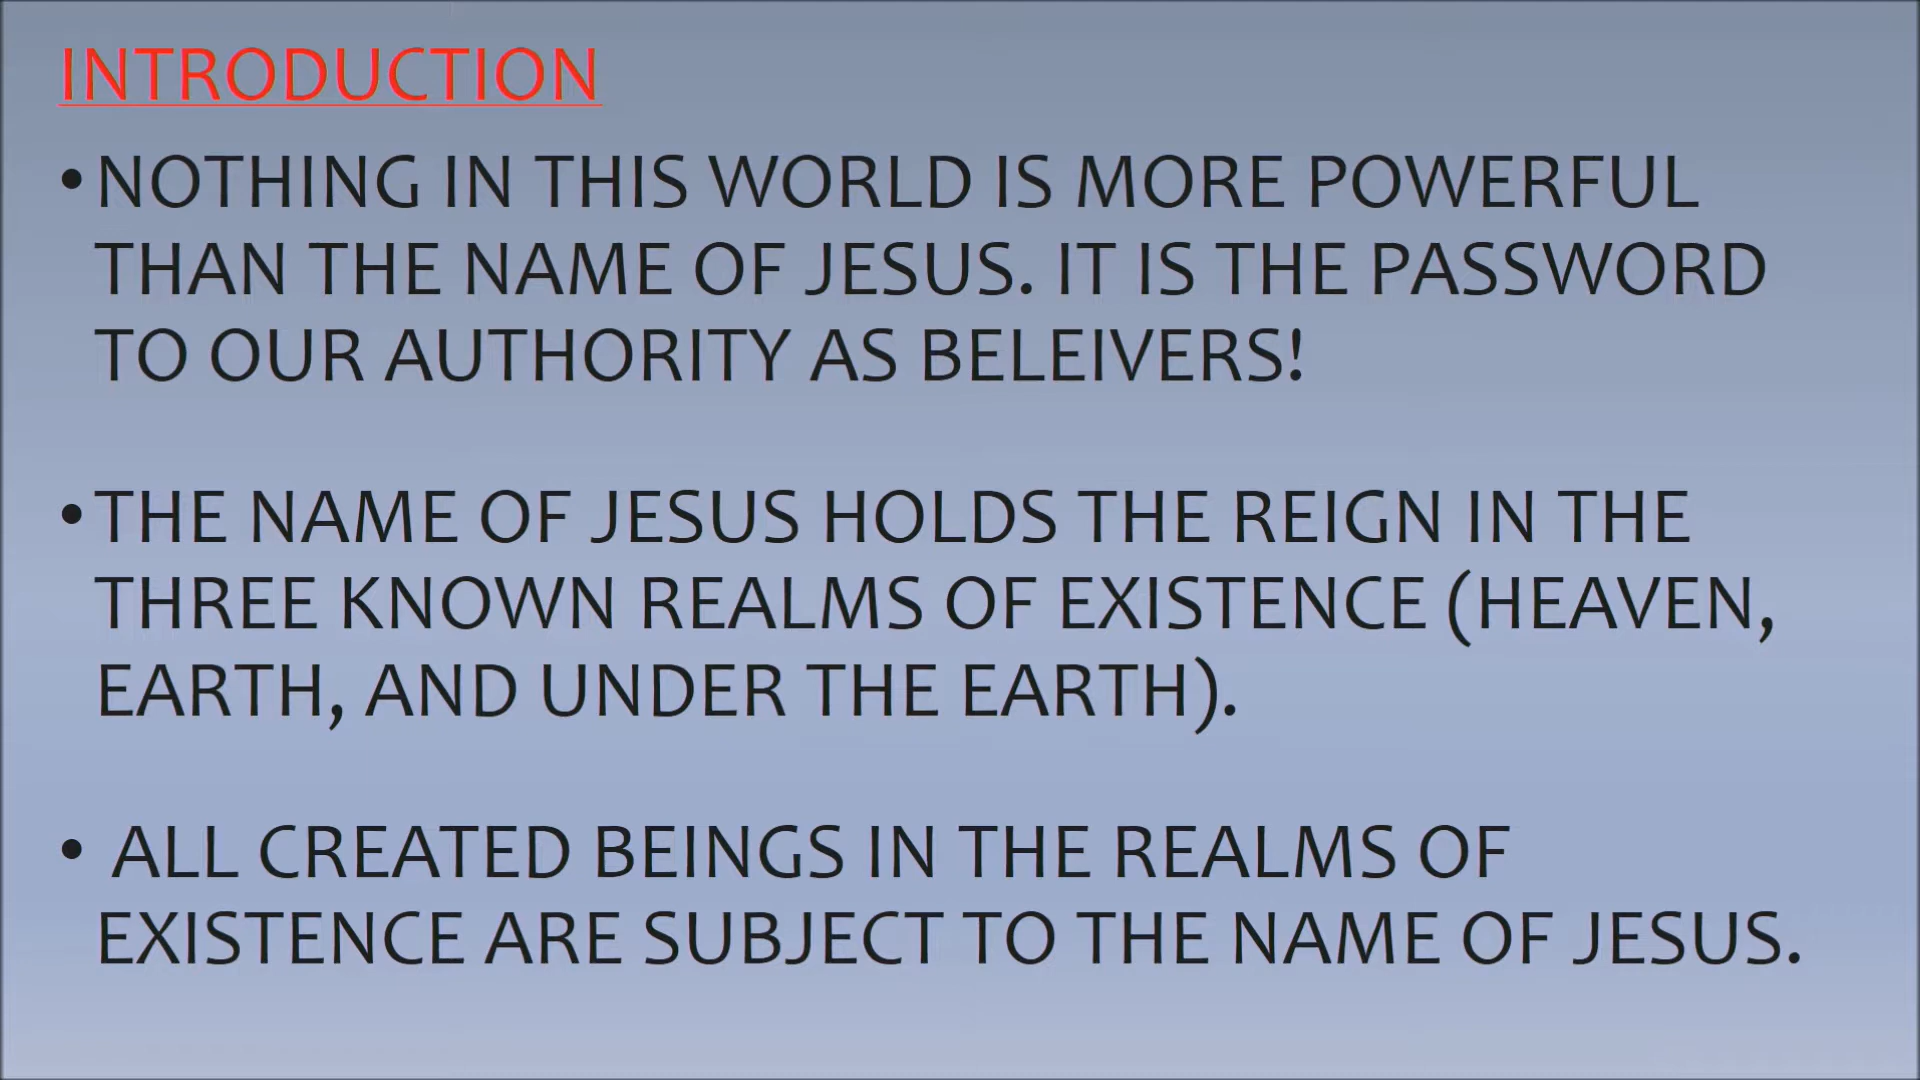 INTRODUCTION
• NOTHING IN THIS WORLD IS MORE POWERFUL
THAN THE NAME OF JESUS. IT IS THE PASSWORD
TO OUR AUTHORITY AS BELEIVERS!
• THE NAME OF JESUS HOLDS THE REIGN IN THE
THREE KNOWN REALMS OF EXISTENCE (HEAVEN,
EARTH, AND UNDER THE EARTH).
• ALL CREATED BEINGS IN THE REALMS OF
EXISTENCE ARE SUBJECT TO THE NAME OF JESUS.